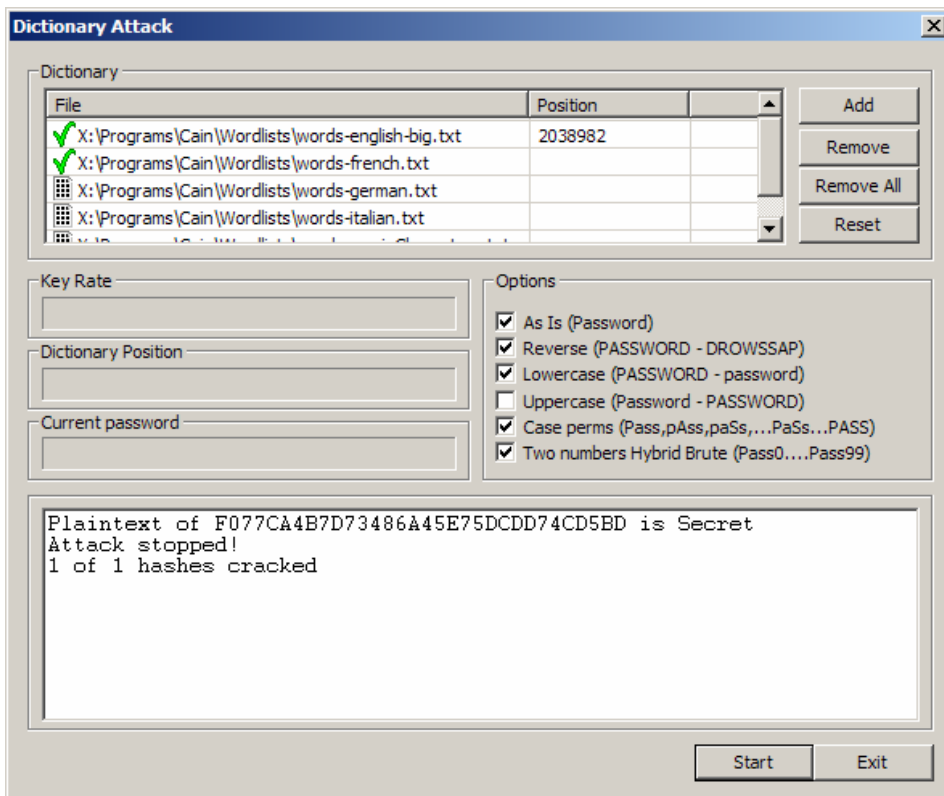 Dictionary Attack
Dictionary
File Position
X:\Programs\Cain\Wordlists\words-english-big.txt 2038982
X:\Programs\Cain\Wordlists\words-french.txt
X:\Programs\Cain\Wordlists\words-german.txt
X:\Programs\Cain\Wordlists\words-italian.txt
Add
Remove
Remove All
Reset
Key Rate
Dictionary Position
Current password
Options
As Is (Password)
Reverse (PASSWORD - DROWSSAP)
Lowercase (PASSWORD - password)
Uppercase (Password - PASSWORD)
Case perms (Pass,pAss,paSs,...PaSs...PASS)
Two numbers Hybrid Brute (Pass0....Pass99)
Plaintext of F077CA4B7D73486A45E75DCDD74CD5BD is Secret
Attack stopped!
1 of 1 hashes cracked
Start Exit